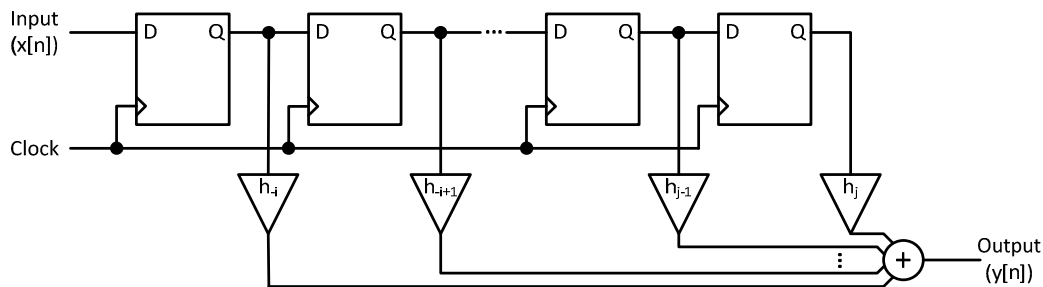 Input
(x[n])
D Q
D Q
...
D Q
D Q
Clock
h-i
h-i+1
hj-1
hj
...
+
Output
(y[n])